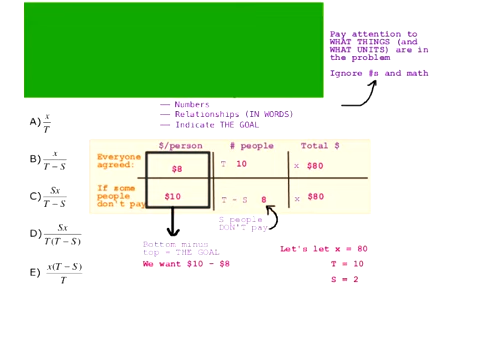 Pay attention to
WHAT THINGS (and
WHAT UNITS) are in
the problem
Ignore #s and math
— Numbers
— Relationships (IN WORDS)
— Indicate THE GOAL
A) x/T
B) x/(T − S)
C) Sx/(T − S)
D) Sx/(T(T − S))
E) x(T − S)/T
$/person # people Total $
Everyone
agreed: $8 T 10 x $80
If some
people
don't pay $10 T - S 8 x $80
S people
DON'T pay
Bottom minus
top = THE GOAL
We want $10 - $8
Let's let x = 80
T = 10
S = 2